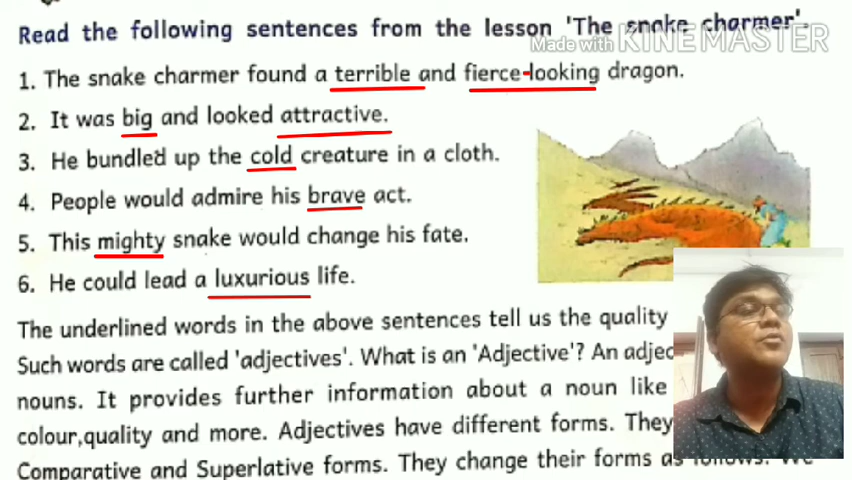 Read the following sentences from the lesson 'The snake charmer'.
Made with KINEMASTER
1. The snake charmer found a terrible and fierce-looking dragon.
2. It was big and looked attractive.
3. He bundled up the cold creature in a cloth.
4. People would admire his brave act.
5. This mighty snake would change his fate.
6. He could lead a luxurious life.
The underlined words in the above sentences tell us the quality
Such words are called 'adjectives'. What is an 'Adjective'? An adjec
nouns. It provides further information about a noun like
colour,quality and more. Adjectives have different forms. They
Comparative and Superlative forms. They change their forms as follows. We